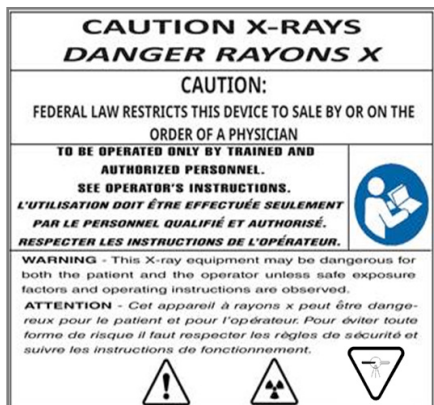 CAUTION X-RAYS
DANGER RAYONS X
CAUTION:
FEDERAL LAW RESTRICTS THIS DEVICE TO SALE BY OR ON THE
ORDER OF A PHYSICIAN
TO BE OPERATED ONLY BY TRAINED AND
AUTHORIZED PERSONNEL.
SEE OPERATOR'S INSTRUCTIONS.
L'UTILISATION DOIT ÊTRE EFFECTUÉE SEULEMENT
PAR LE PERSONNEL QUALIFIÉ ET AUTHORISÉ.
RESPECTER LES INSTRUCTIONS DE L'OPÉRATEUR.
WARNING - This X-ray equipment may be dangerous for
both the patient and the operator unless safe exposure
factors and operating instructions are observed.
ATTENTION - Cet appareil à rayons x peut être dange-
reux pour le patient et pour l'opérateur. Pour éviter toute
forme de risque il faut respecter les règles de sécurité et
suivre les instructions de fonctionnement.